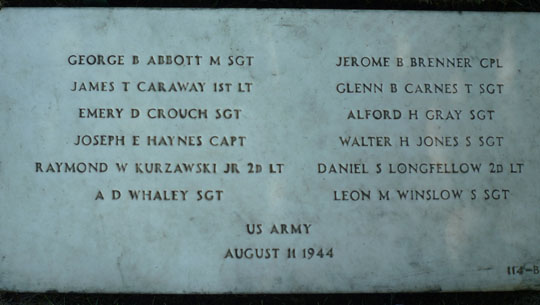 GEORGE B ABBOTT M SGT
JAMES T CARAWAY 1ST LT
EMERY D CROUCH SGT
JOSEPH E HAYNES CAPT
RAYMOND W KURZAWSKI JR 2D LT
A D WHALEY SGT
JEROME B BRENNER CPL
GLENN B CARNES T SGT
ALFORD H GRAY SGT
WALTER H JONES S SGT
DANIEL S LONGFELLOW 2D LT
LEON M WINSLOW S SGT
US ARMY
AUGUST 11 1944
114-B